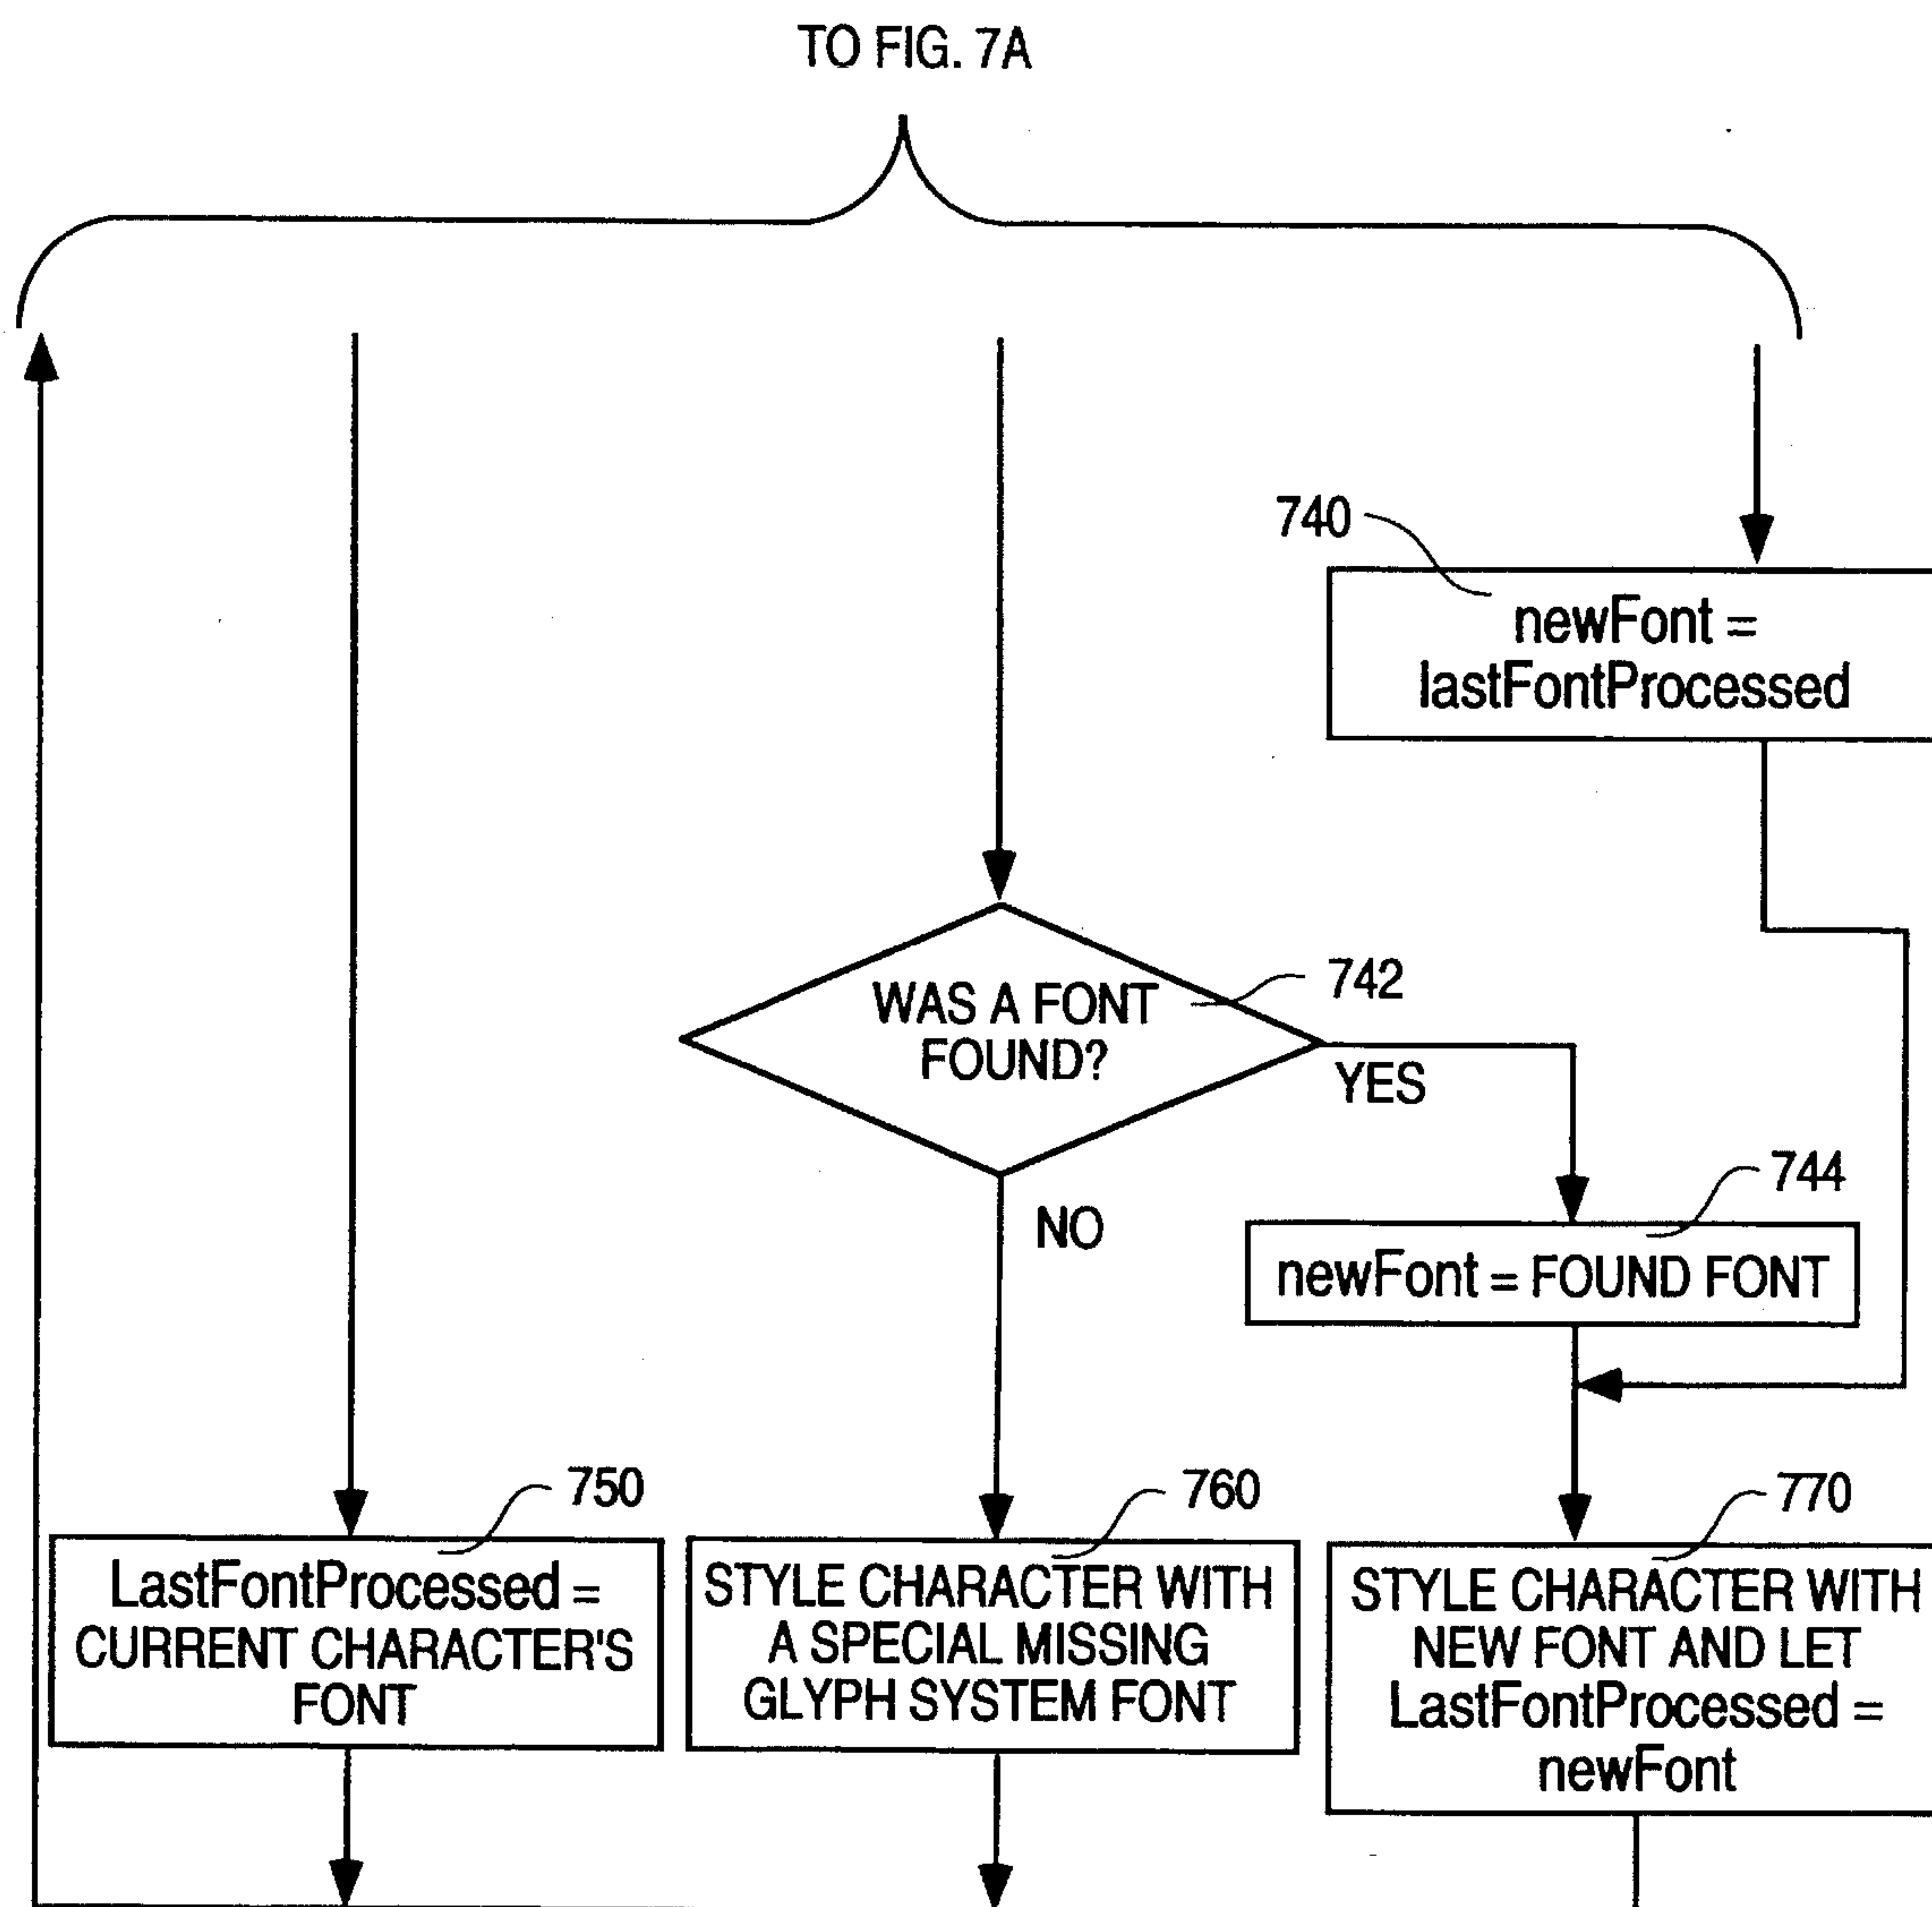 TO FIG. 7A
740
newFont =
lastFontProcessed
WAS A FONT
FOUND?
742
YES
NO
744
newFont = FOUND FONT
750
LastFontProcessed =
CURRENT CHARACTER'S
FONT
760
STYLE CHARACTER WITH
A SPECIAL MISSING
GLYPH SYSTEM FONT
770
STYLE CHARACTER WITH
NEW FONT AND LET
LastFontProcessed =
newFont